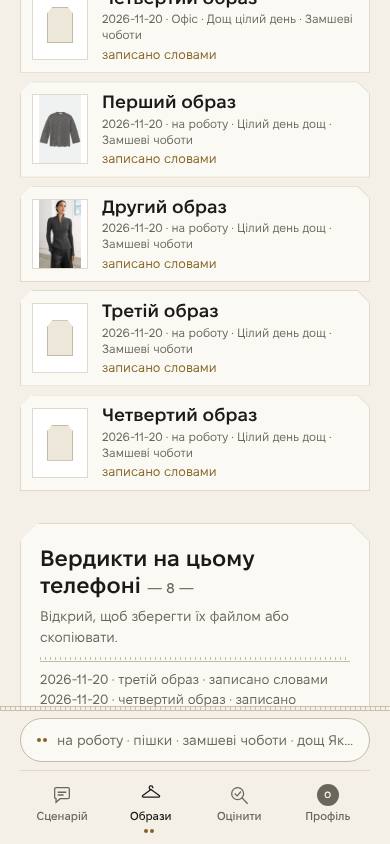 Четвертий образ
2026-11-20 · Офіс · Дощ цілий день · Замшеві
чоботи
записано словами
Перший образ
2026-11-20 · на роботу · Цілий день дощ ·
Замшеві чоботи
записано словами
Другий образ
2026-11-20 · на роботу · Цілий день дощ ·
Замшеві чоботи
записано словами
Третій образ
2026-11-20 · на роботу · Цілий день дощ ·
Замшеві чоботи
записано словами
Четвертий образ
2026-11-20 · на роботу · Цілий день дощ ·
Замшеві чоботи
записано словами
Вердикти на цьому
телефоні — 8 —
Відкрий, щоб зберегти їх файлом або
скопіювати.
2026-11-20 · третій образ · записано словами
2026-11-20 · четвертий образ · записано
на роботу · пішки · замшеві чоботи · дощ Як...
Сценарій
Образи
Оцінити
О
Профіль